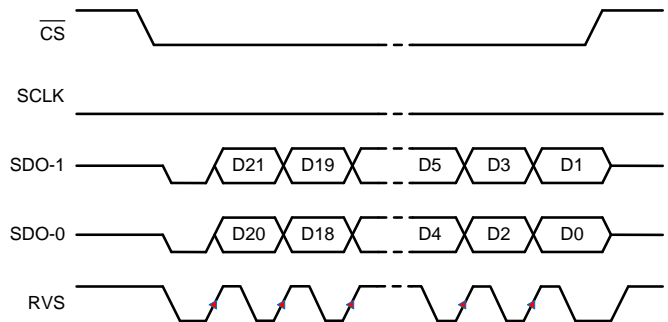 CS
SCLK
SDO-1 D21 D19 D5 D3 D1
SDO-0 D20 D18 D4 D2 D0
RVS